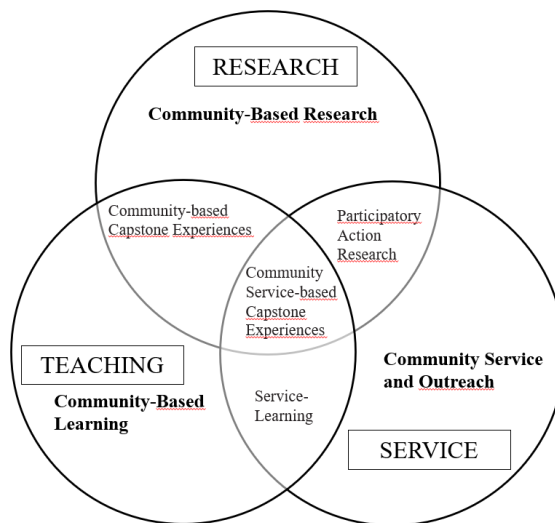 RESEARCH
Community-Based Research
Community-based
Capstone Experiences
Participatory
Action
Research
Community
Service-based
Capstone
Experiences
TEACHING
Community-Based
Learning
Community Service
and Outreach
Service-
Learning
SERVICE